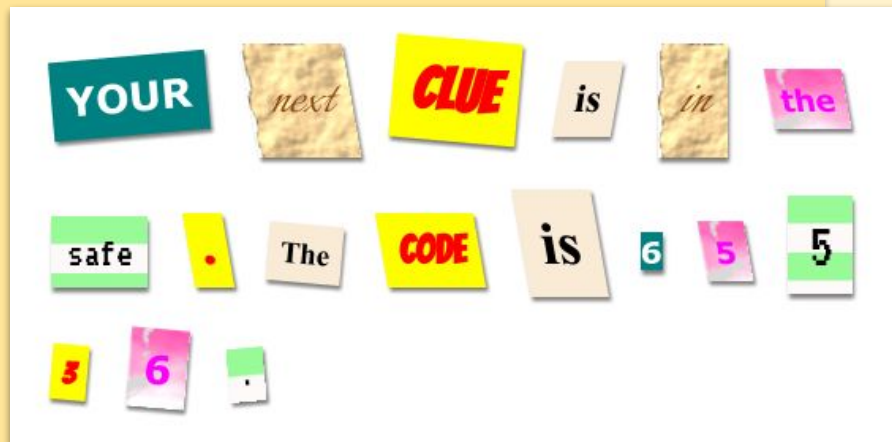 YOUR next CLUE is in the
safe . The CODE is 6 5 5
3 6 .